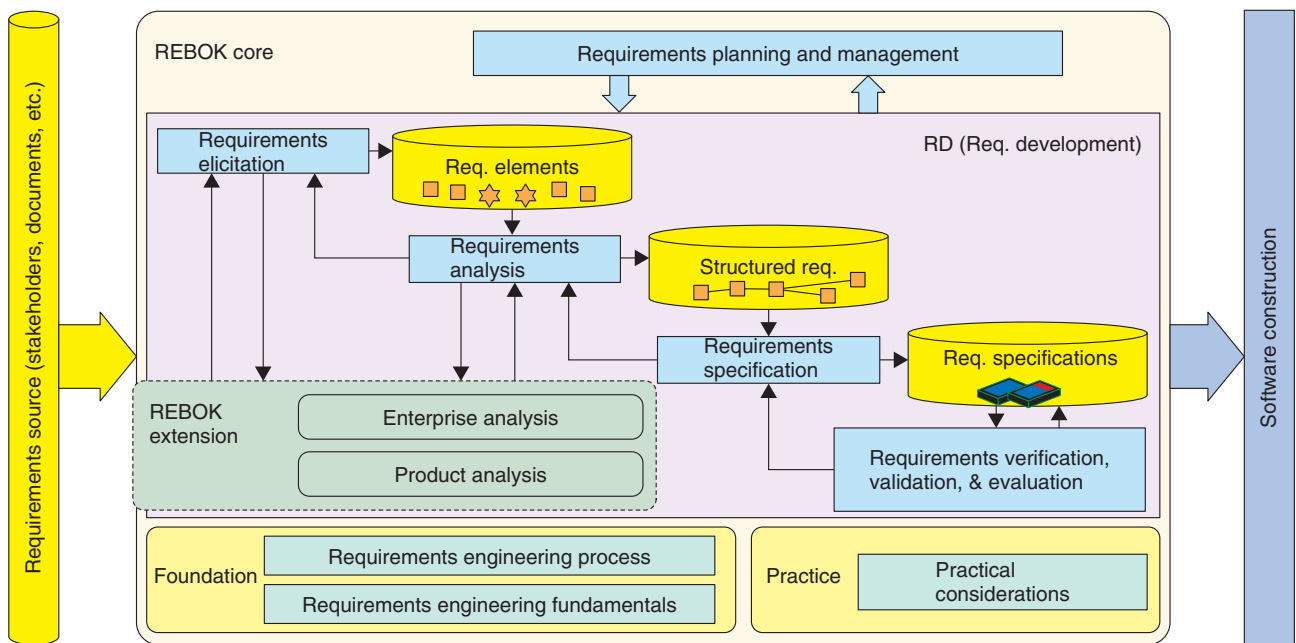 Requirements source (stakeholders, documents, etc.)
REBOK core
Requirements planning and management
RD (Req. development)
Requirements
elicitation
Req. elements
Requirements
analysis
Structured req.
Requirements
specification
Req. specifications
Requirements verification,
validation, & evaluation
REBOK
extension
Enterprise analysis
Product analysis
Foundation
Requirements engineering process
Requirements engineering fundamentals
Practice
Practical
considerations
Software construction